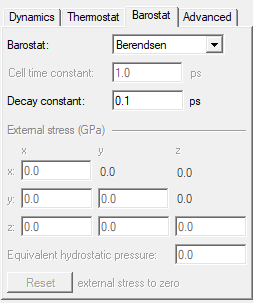 Dynamics Thermostat Barostat Advanced
Barostat: Berendsen
Cell time constant: 1.0 ps
Decay constant: 0.1 ps
External stress (GPa)
x y z
x: 0.0 0.0 0.0
y: 0.0 0.0 0.0
z: 0.0 0.0 0.0
Equivalent hydrostatic pressure: 0.0
Reset external stress to zero